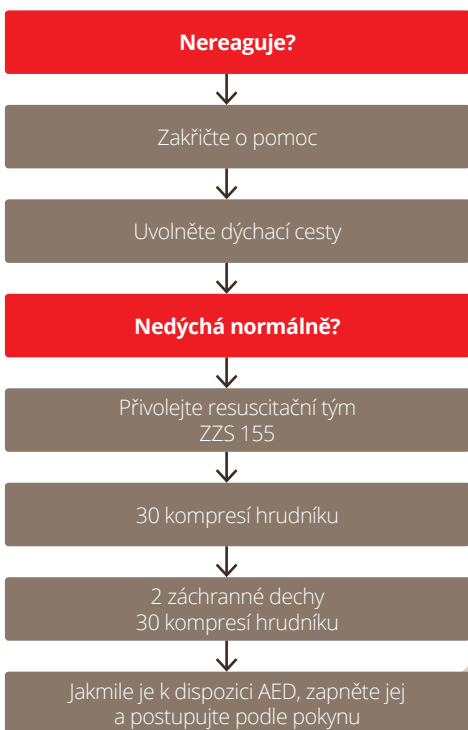 Nereaguje?
Zakřičte o pomoc
Uvolněte dýchací cesty
Nedýchá normálně?
Přivolejte resuscitační tým
ZZS 155
30 kompresí hrudníku
2 záchranné dechy
30 kompresí hrudníku
Jakmile je k dispozici AED, zapněte jej
a postupujte podle pokynu